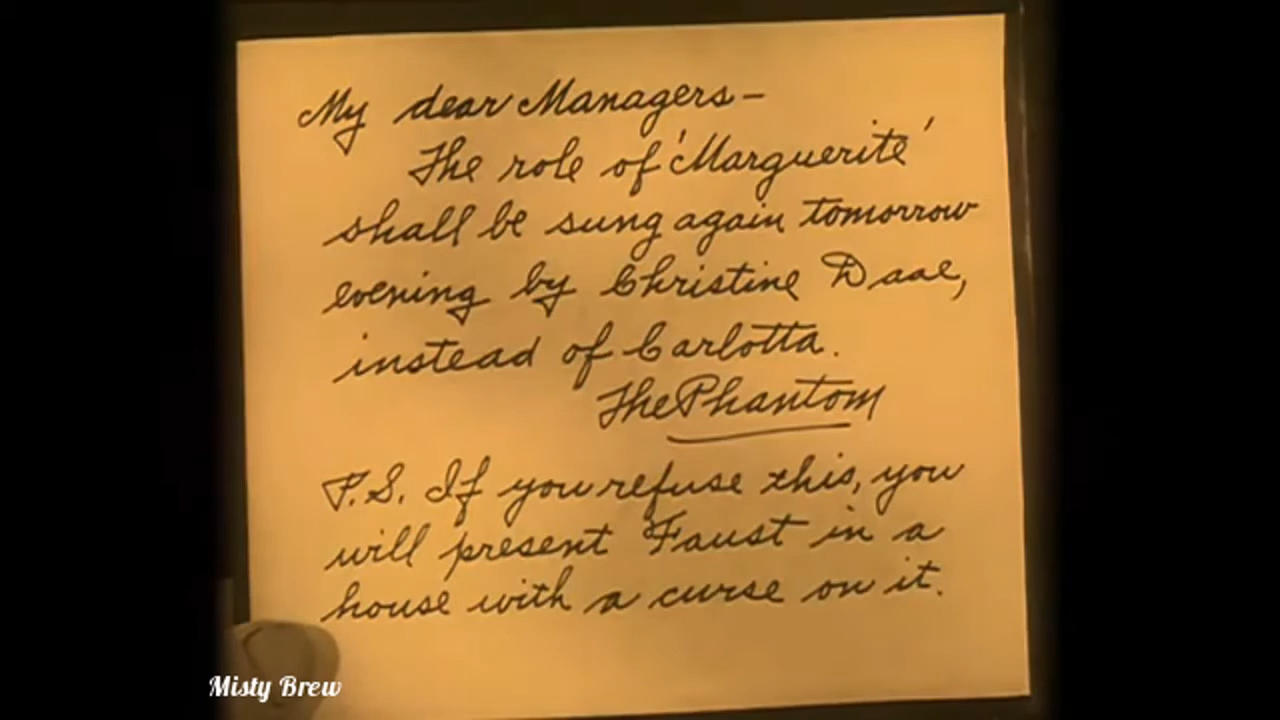 My dear Managers—
The role of 'Marguerite'
shall be sung again tomorrow
evening by Christine Daae,
instead of Carlotta.
The Phantom
P.S. If you refuse this, you
will present Faust in a
house with a curse on it.
Misty Brew